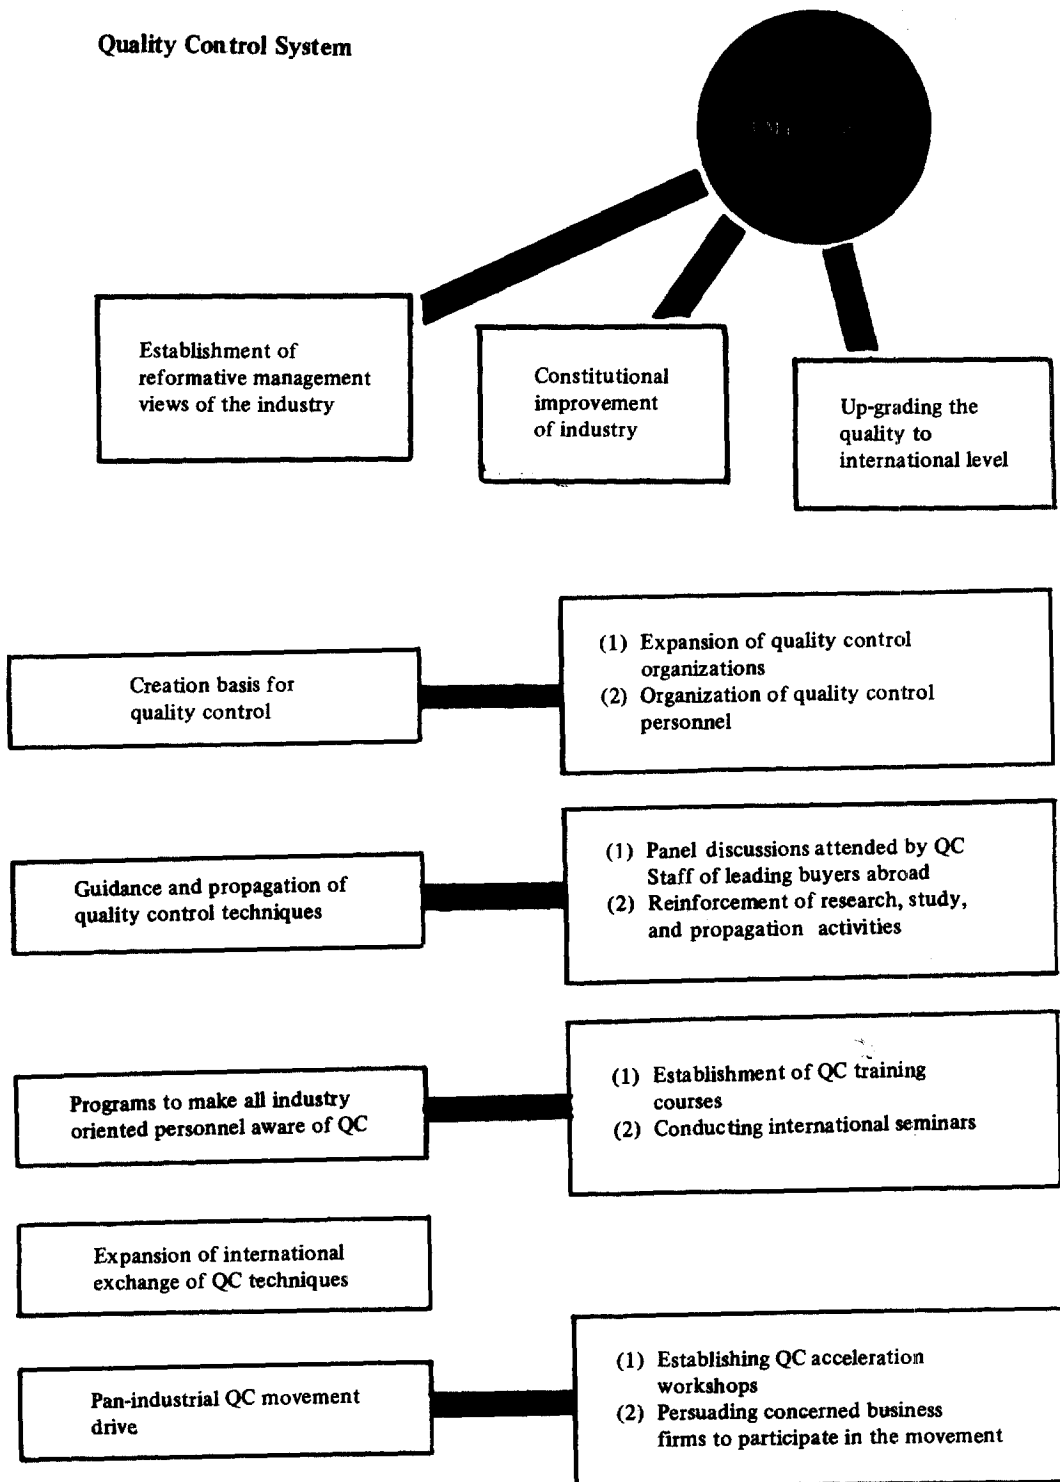 Quality Control System
Establishment of
reformative management
views of the industry
Constitutional
improvement
of industry
Up-grading the
quality to
international level
Creation basis for
quality control
(1) Expansion of quality control
organizations
(2) Organization of quality control
personnel
Guidance and propagation of
quality control techniques
(1) Panel discussions attended by QC
Staff of leading buyers abroad
(2) Reinforcement of research, study,
and propagation activities
Programs to make all industry
oriented personnel aware of QC
(1) Establishment of QC training
courses
(2) Conducting international seminars
Expansion of international
exchange of QC techniques
Pan-industrial QC movement
drive
(1) Establishing QC acceleration
workshops
(2) Persuading concerned business
firms to participate in the movement